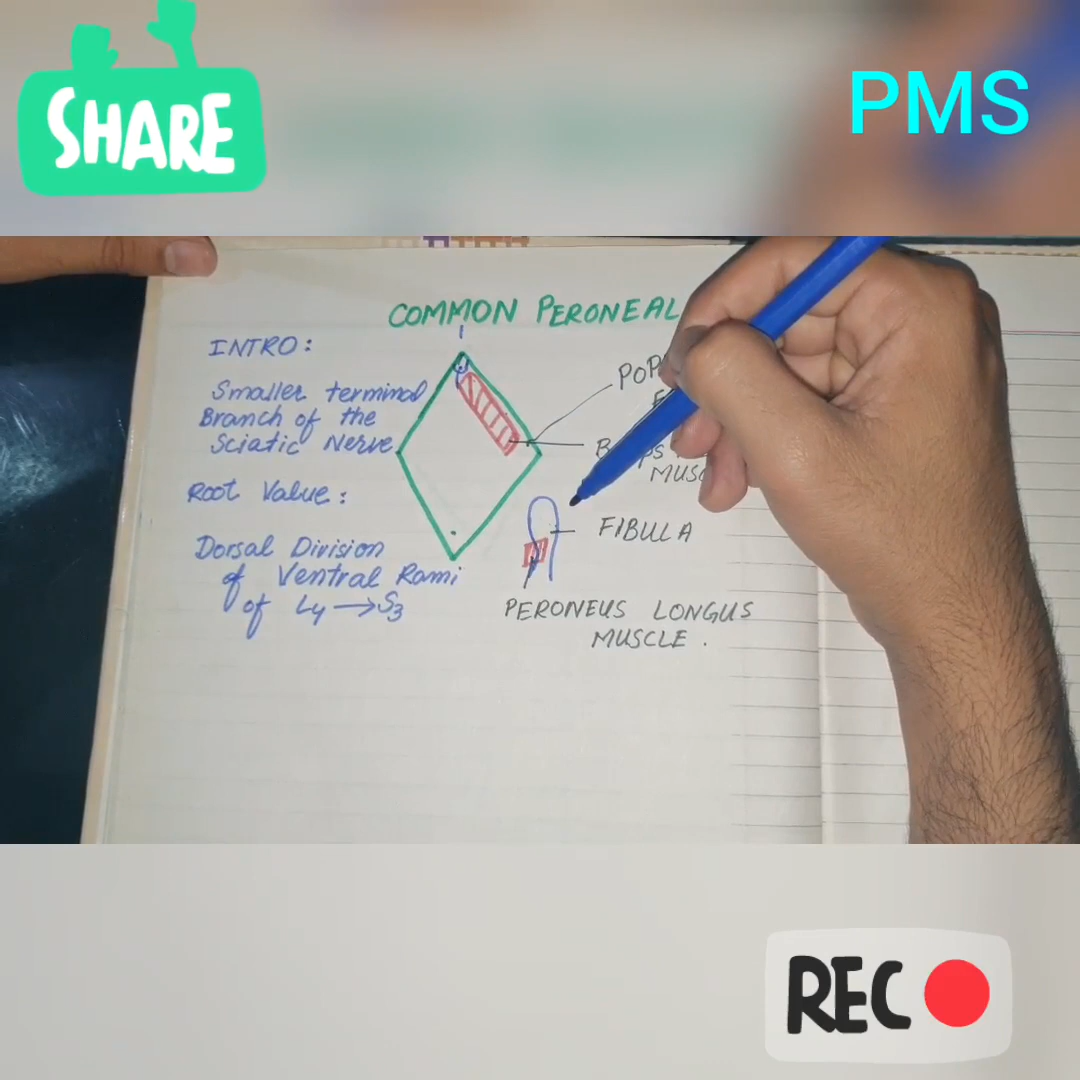 SHARE
PMS
COMMON PERONEAL
INTRO:
Smaller terminal
Branch of the
Sciatic Nerve
Root Value:
Dorsal Division
of Ventral Rami
of L4 → S3
FIBULA
PERONEUS LONGUS
MUSCLE.
REC